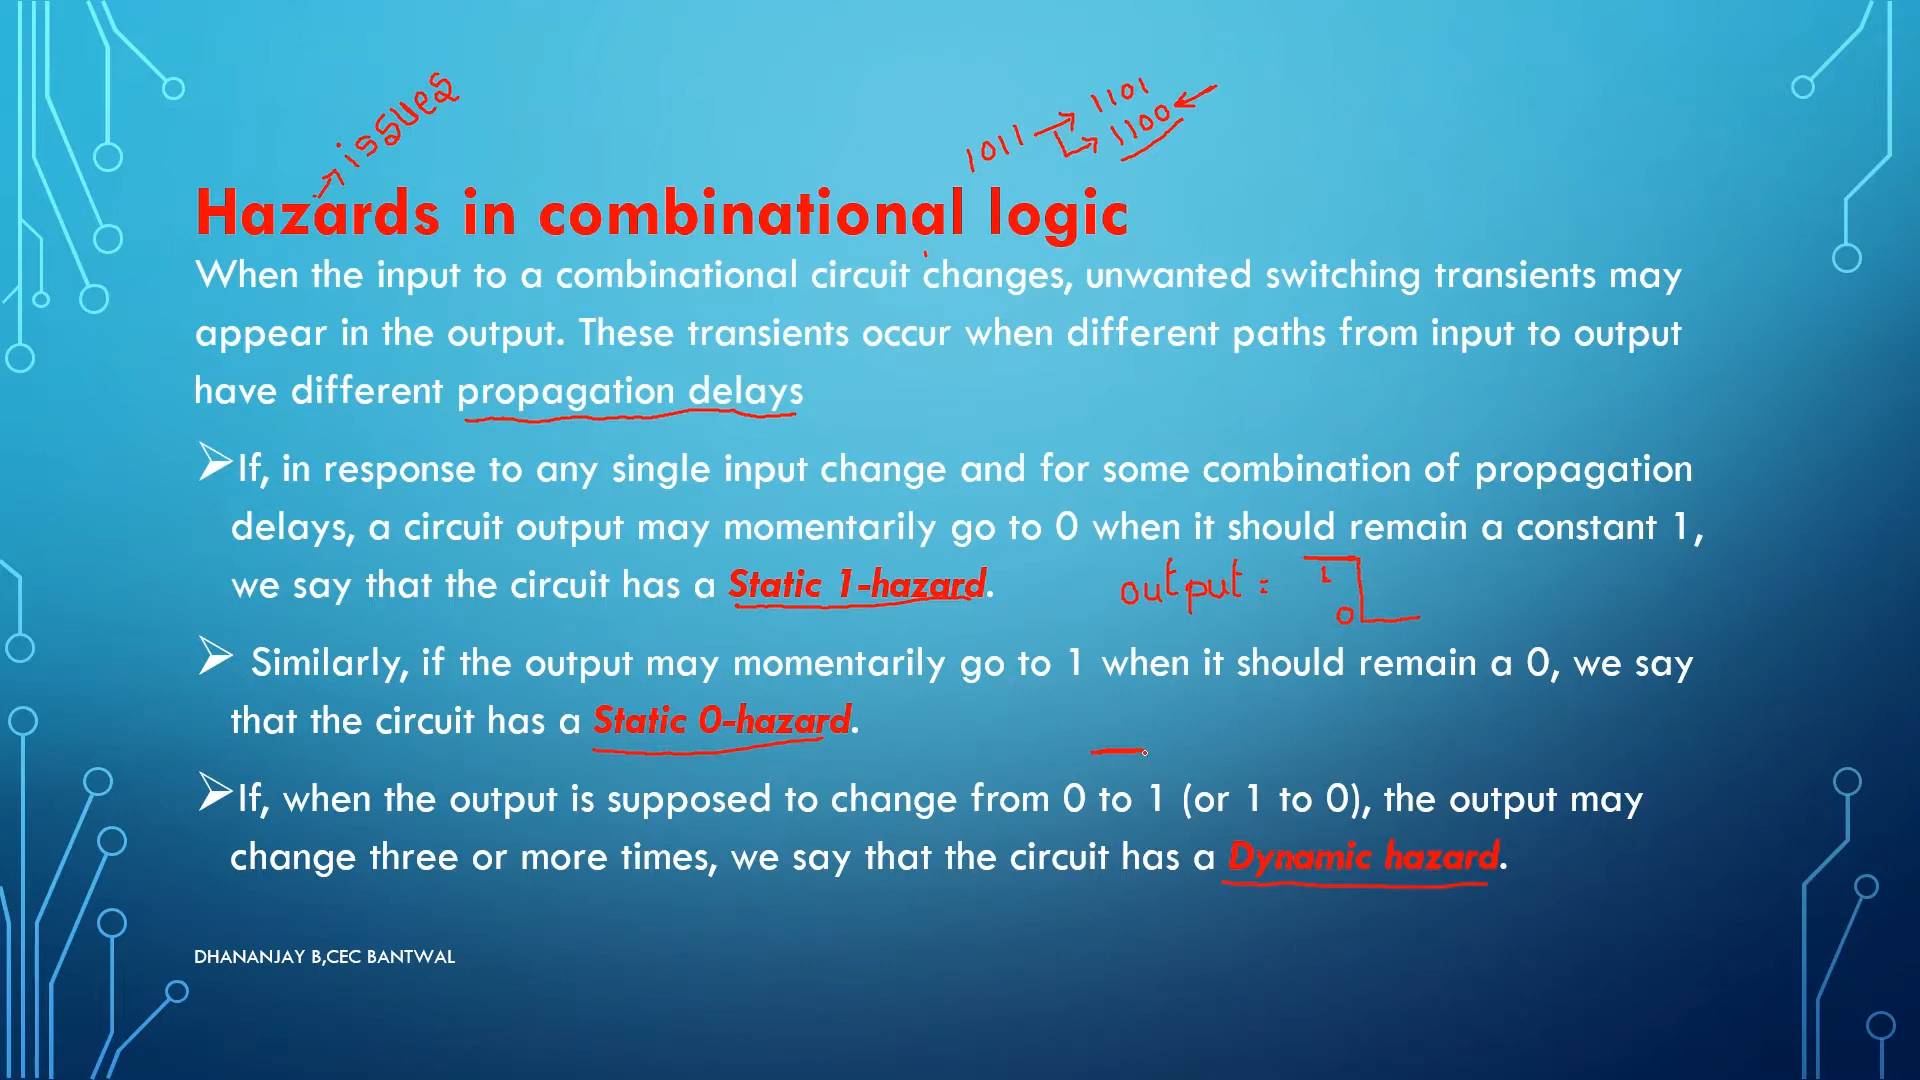 issues
1011 → 1101
↳ 1100 ←
Hazards in combinational logic
When the input to a combinational circuit changes, unwanted switching transients may
appear in the output. These transients occur when different paths from input to output
have different propagation delays
➢If, in response to any single input change and for some combination of propagation
delays, a circuit output may momentarily go to 0 when it should remain a constant 1,
we say that the circuit has a Static 1-hazard.
output = 1
0
➢ Similarly, if the output may momentarily go to 1 when it should remain a 0, we say
that the circuit has a Static 0-hazard.
➢If, when the output is supposed to change from 0 to 1 (or 1 to 0), the output may
change three or more times, we say that the circuit has a Dynamic hazard.
DHANANJAY B,CEC BANTWAL